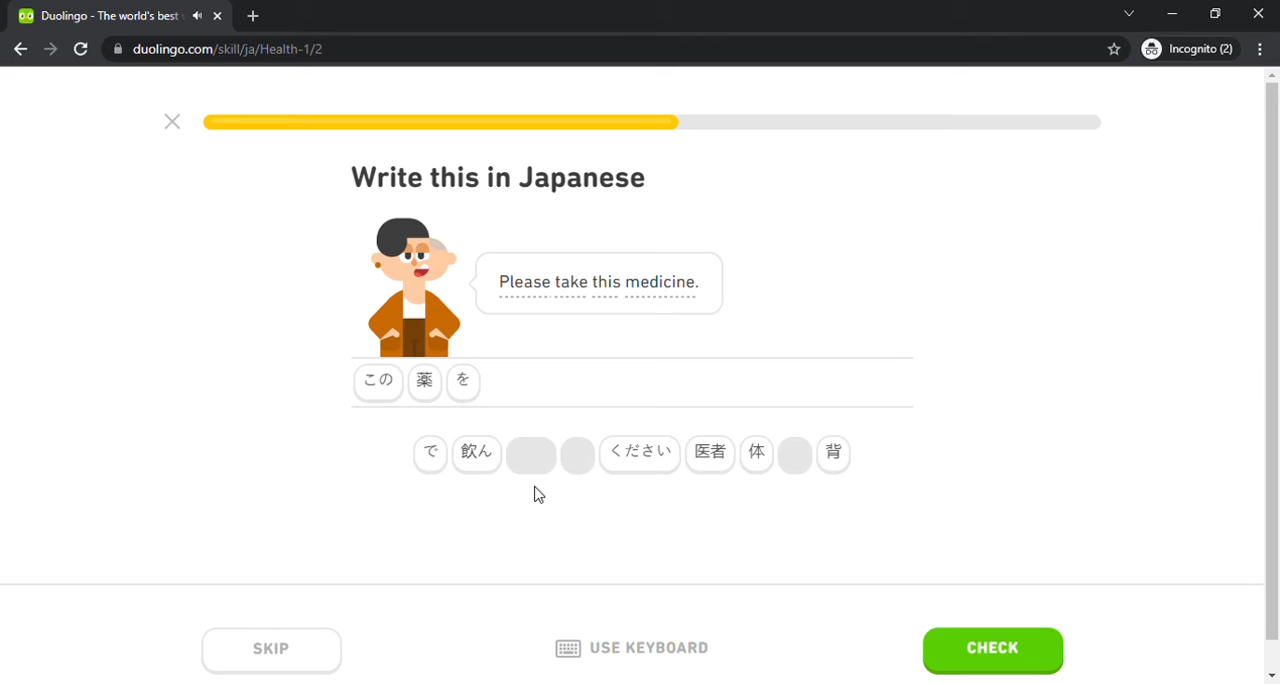 Duolingo - The world's best
duolingo.com/skill/ja/Health-1/2
Incognito (2)
Write this in Japanese
Please take this medicine.
この 薬 を
で 飲ん ください 医者 体 背
SKIP
USE KEYBOARD
CHECK